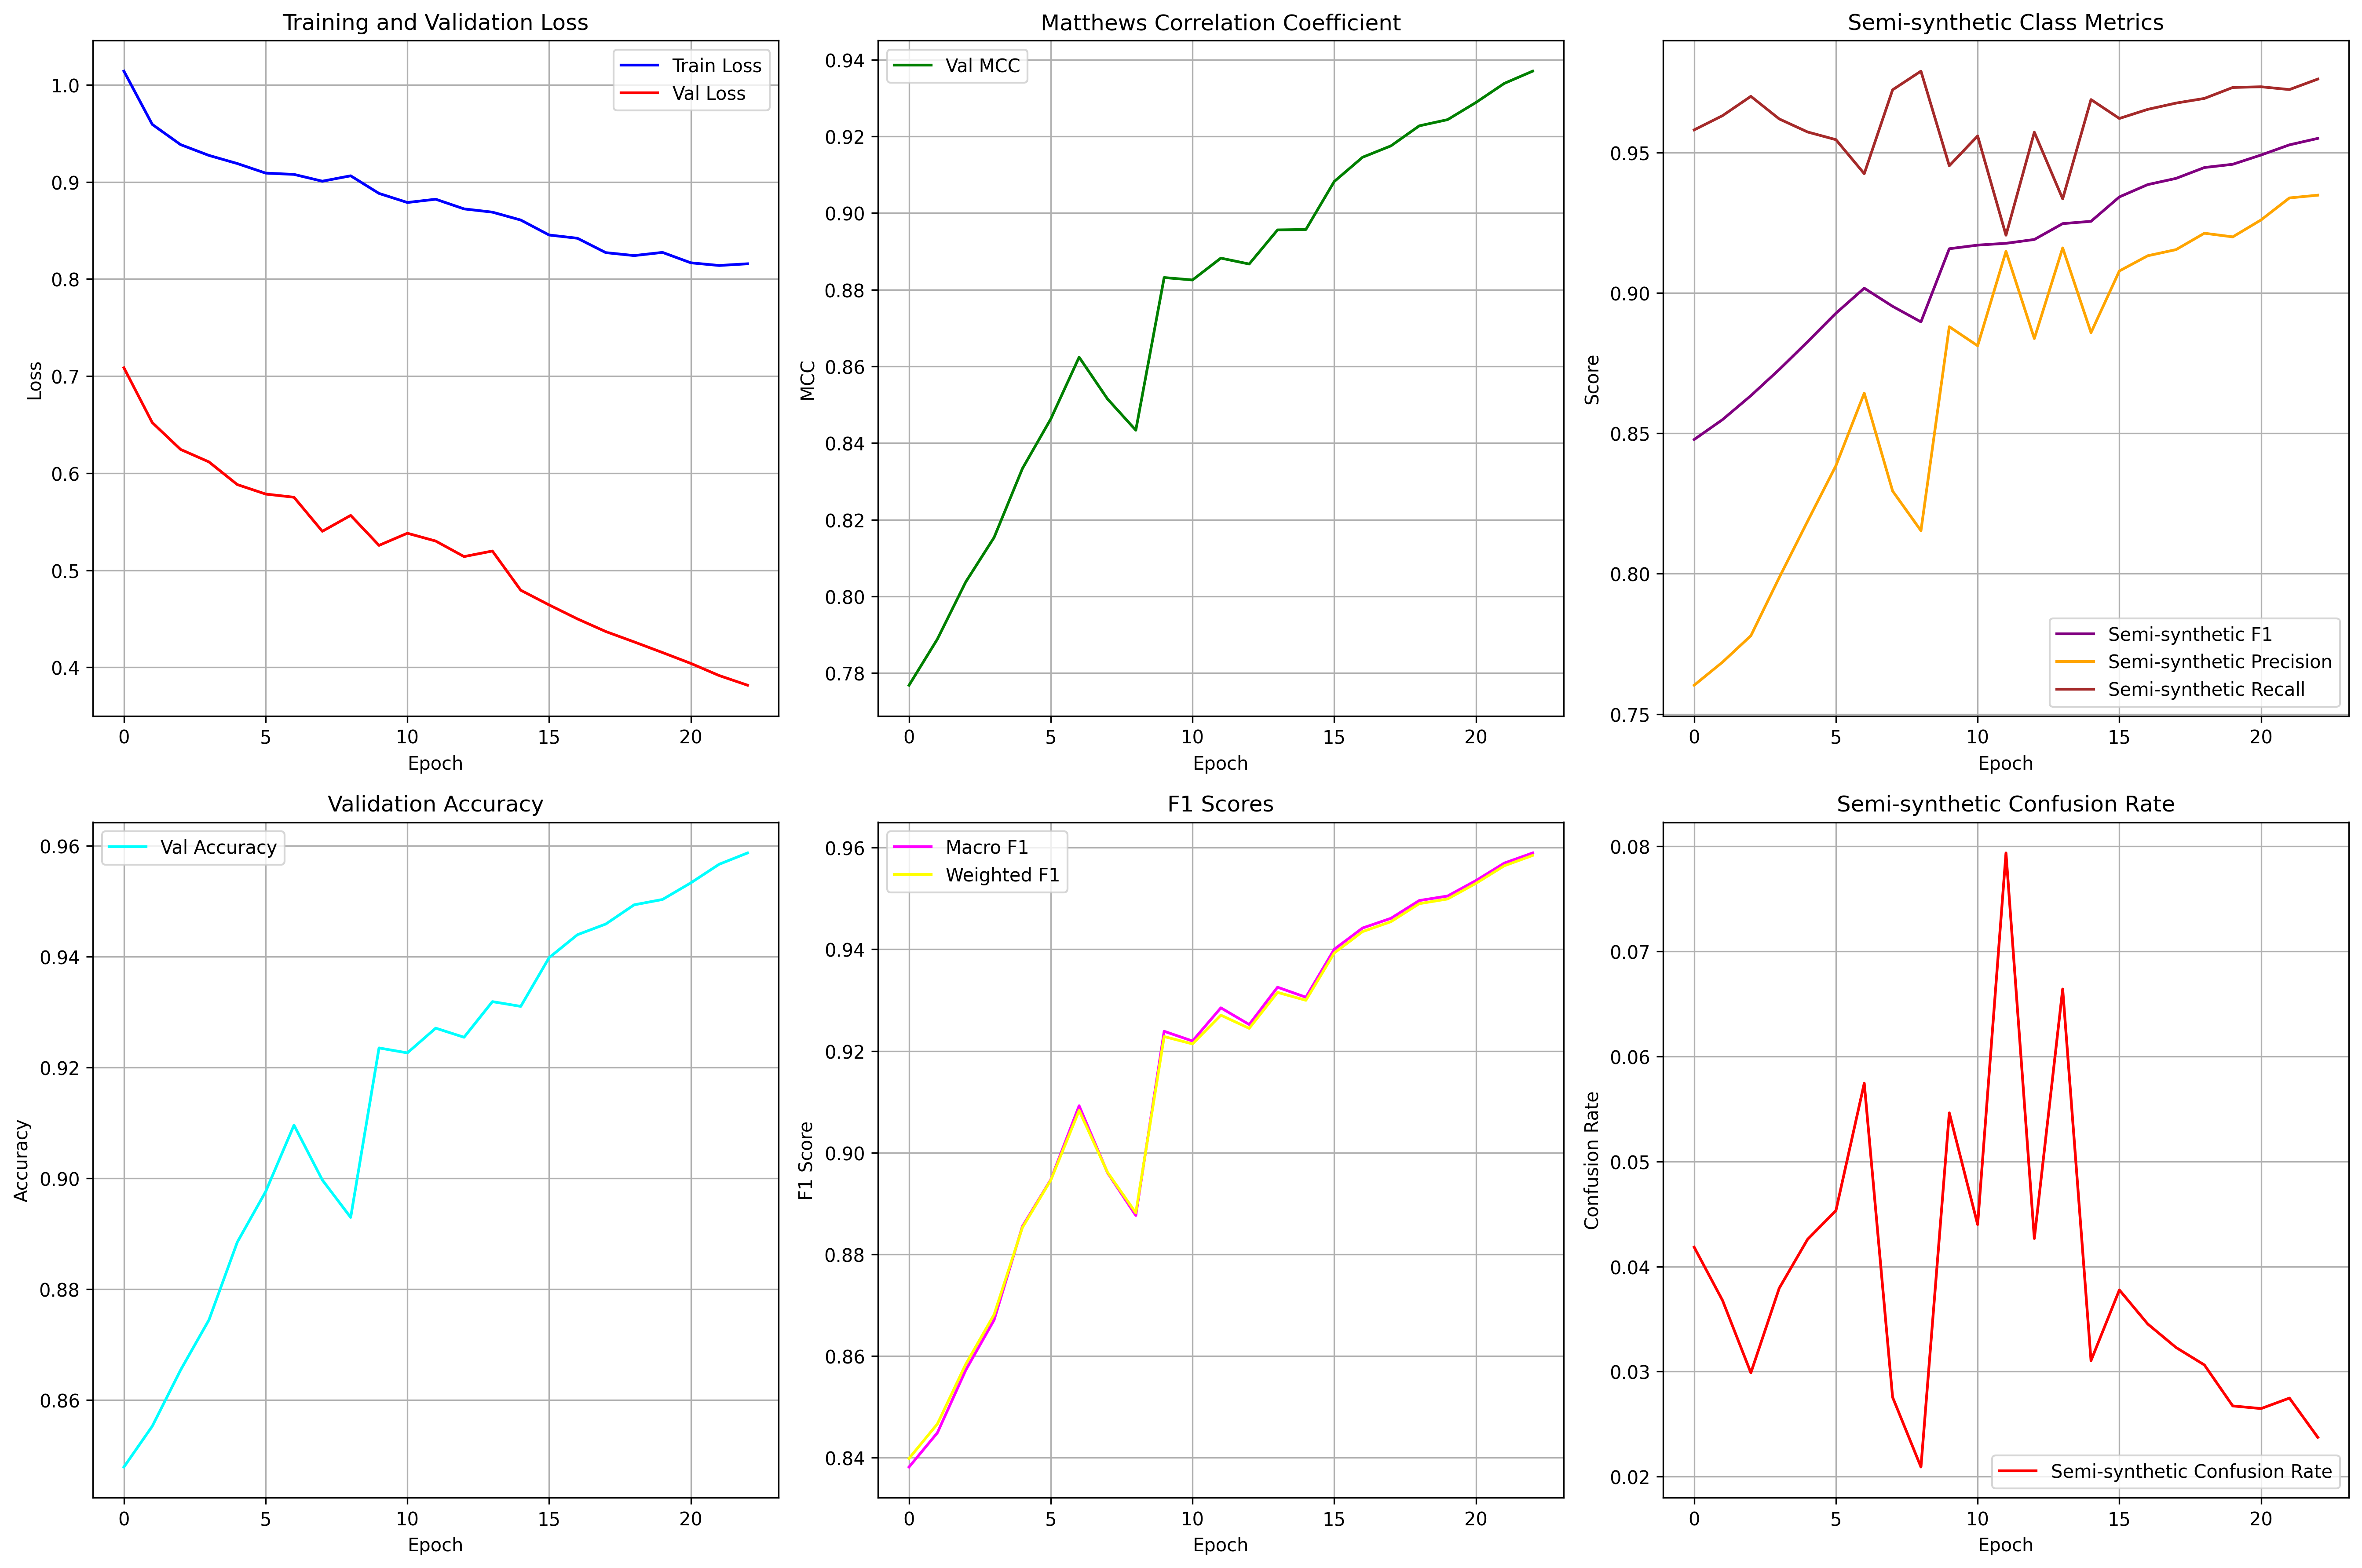 Training and Validation Loss
Train Loss
Val Loss
1.0
0.9
0.8
0.7
0.6
0.5
0.4
Loss
0 5 10 15 20
Epoch
Matthews Correlation Coefficient
Val MCC
0.94
0.92
0.90
0.88
0.86
0.84
0.82
0.80
0.78
MCC
0 5 10 15 20
Epoch
Semi-synthetic Class Metrics
0.95
0.90
0.85
0.80
0.75
Score
Semi-synthetic F1
Semi-synthetic Precision
Semi-synthetic Recall
0 5 10 15 20
Epoch
Validation Accuracy
Val Accuracy
0.96
0.94
0.92
0.90
0.88
0.86
Accuracy
0 5 10 15 20
Epoch
F1 Scores
Macro F1
Weighted F1
0.96
0.94
0.92
0.90
0.88
0.86
0.84
F1 Score
0 5 10 15 20
Epoch
Semi-synthetic Confusion Rate
0.08
0.07
0.06
0.05
0.04
0.03
0.02
Confusion Rate
Semi-synthetic Confusion Rate
0 5 10 15 20
Epoch